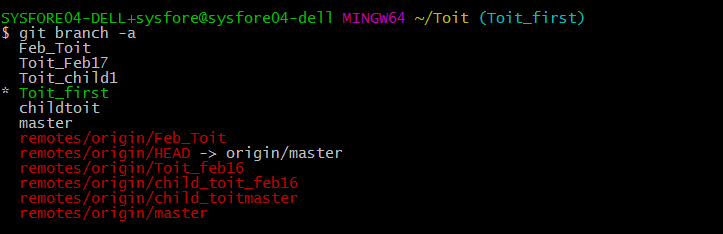 SYSFORE04-DELL+sysfore@sysfore04-dell MINGW64 ~/Toit (Toit_first)
$ git branch -a
  Feb_Toit
  Toit_Feb17
  Toit_child1
* Toit_first
  childtoit
  master
  remotes/origin/Feb_Toit
  remotes/origin/HEAD -> origin/master
  remotes/origin/Toit_feb16
  remotes/origin/child_toit_feb16
  remotes/origin/child_toitmaster
  remotes/origin/master